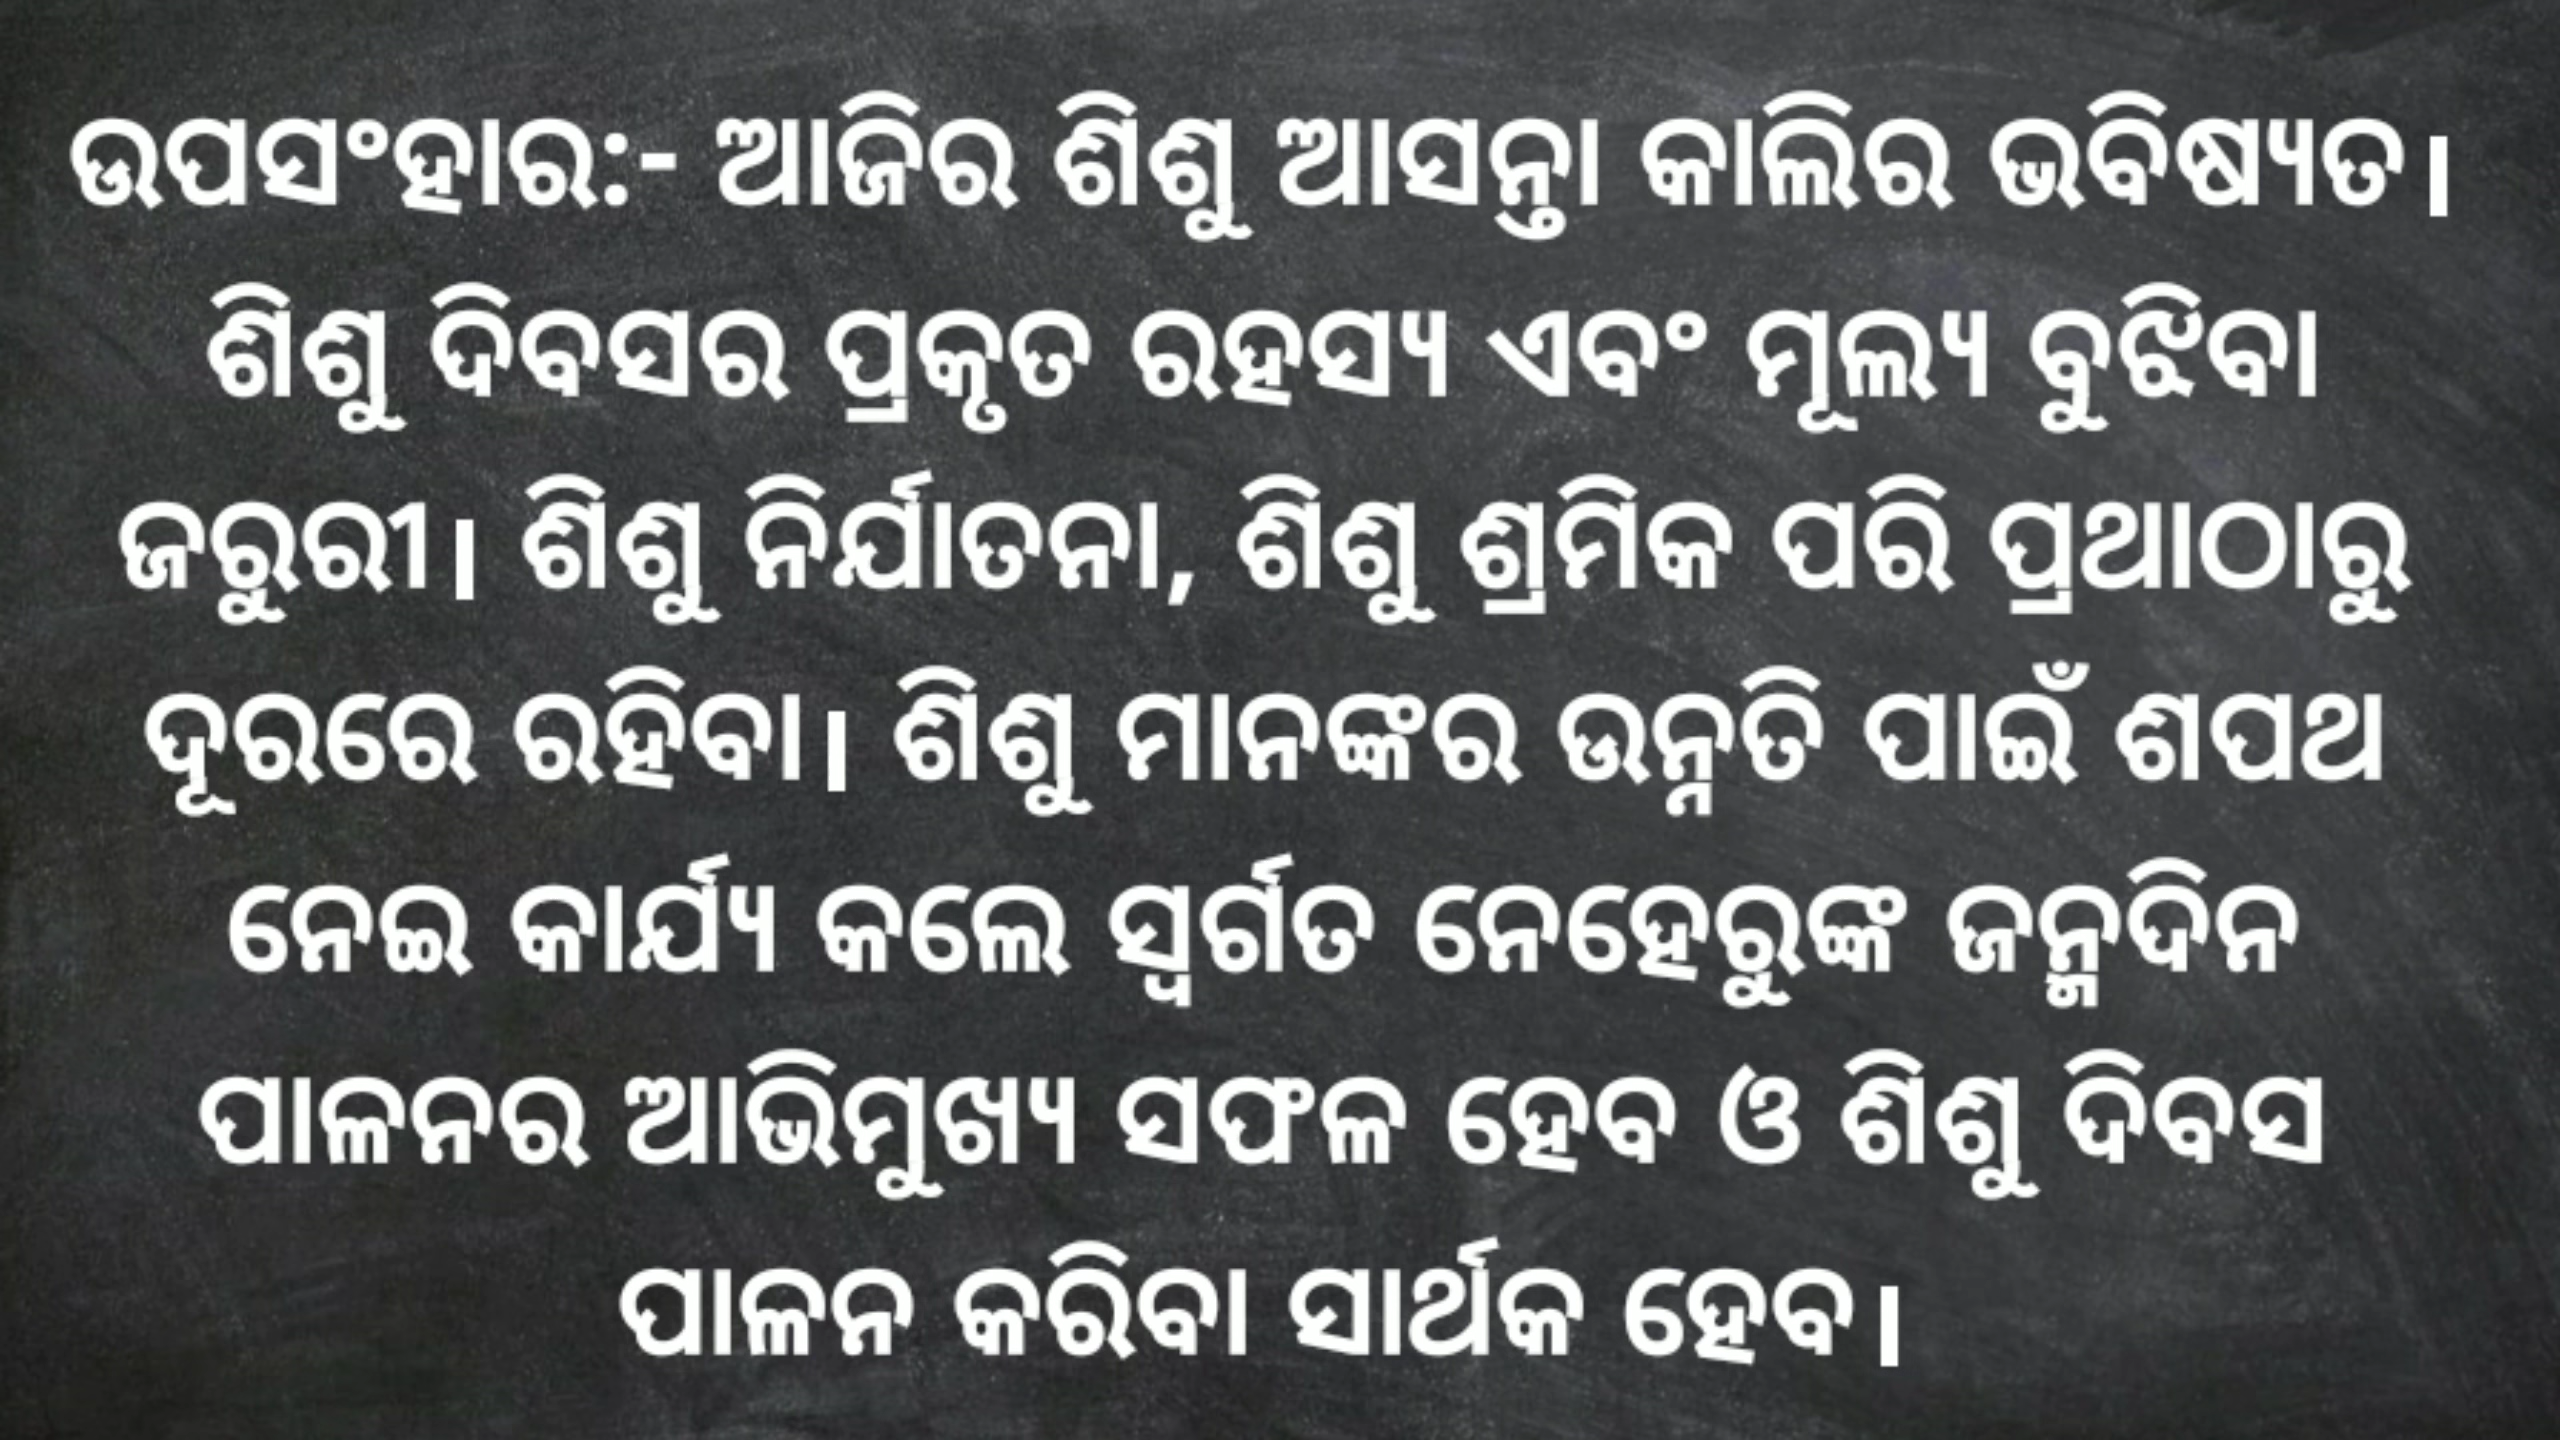 ଉପସଂହାର:- ଆଜିର ଶିଶୁ ଆସନ୍ତା କାଲିର ଭବିଷ୍ୟତ।
ଶିଶୁ ଦିବସର ପ୍ରକୃତ ରହସ୍ୟ ଏବଂ ମୂଲ୍ୟ ବୁଝିବା
ଜରୁରୀ। ଶିଶୁ ନିର୍ଯାତନା, ଶିଶୁ ଶ୍ରମିକ ପରି ପ୍ରଥାଠାରୁ
ଦୂରରେ ରହିବା। ଶିଶୁ ମାନଙ୍କର ଉନ୍ନତି ପାଇଁ ଶପଥ
ନେଇ କାର୍ଯ୍ୟ କଲେ ସ୍ୱର୍ଗତ ନେହେରୁଙ୍କ ଜନ୍ମଦିନ
ପାଳନର ଆଭିମୁଖ୍ୟ ସଫଳ ହେବ ଓ ଶିଶୁ ଦିବସ
ପାଳନ କରିବା ସାର୍ଥକ ହେବ।